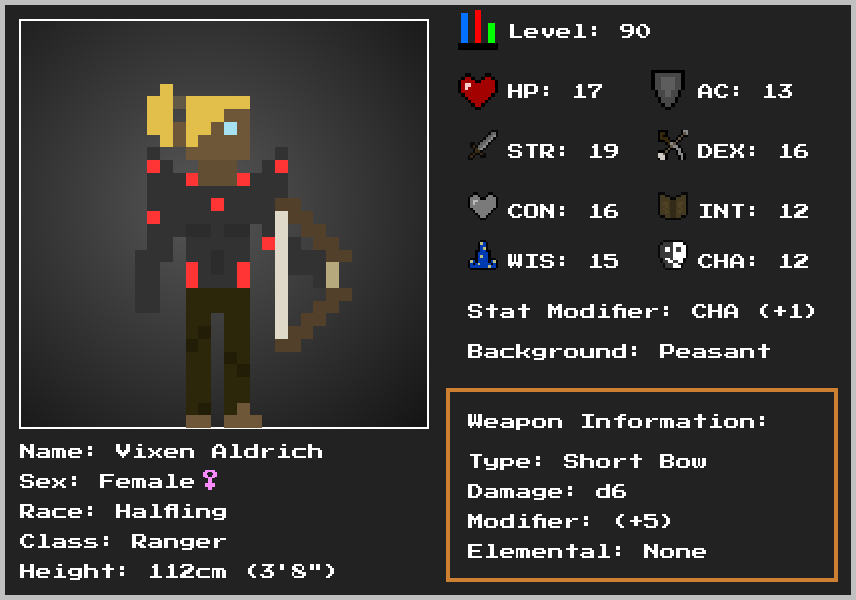 Level: 90
HP: 17 AC: 13
STR: 19 DEX: 16
CON: 16 INT: 12
WIS: 15 CHA: 12
Stat Modifier: CHA (+1)
Background: Peasant
Weapon Information:
Type: Short Bow
Damage: d6
Modifier: (+5)
Elemental: None
Name: Vixen Aldrich
Sex: Female♀
Race: Halfling
Class: Ranger
Height: 112cm (3'8")